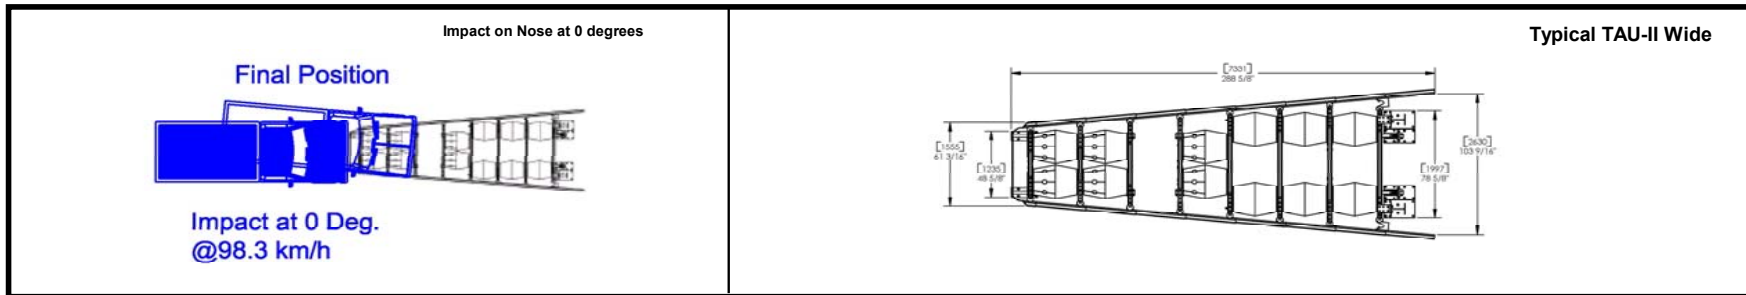 Impact on Nose at 0 degrees
Final Position
Impact at 0 Deg.
@98.3 km/h
Typical TAU-II Wide
[7331]
288 5/8"
[1555]
61 3/16"
[1235]
48 5/8"
[2630]
103 9/16"
[1997]
78 5/8"